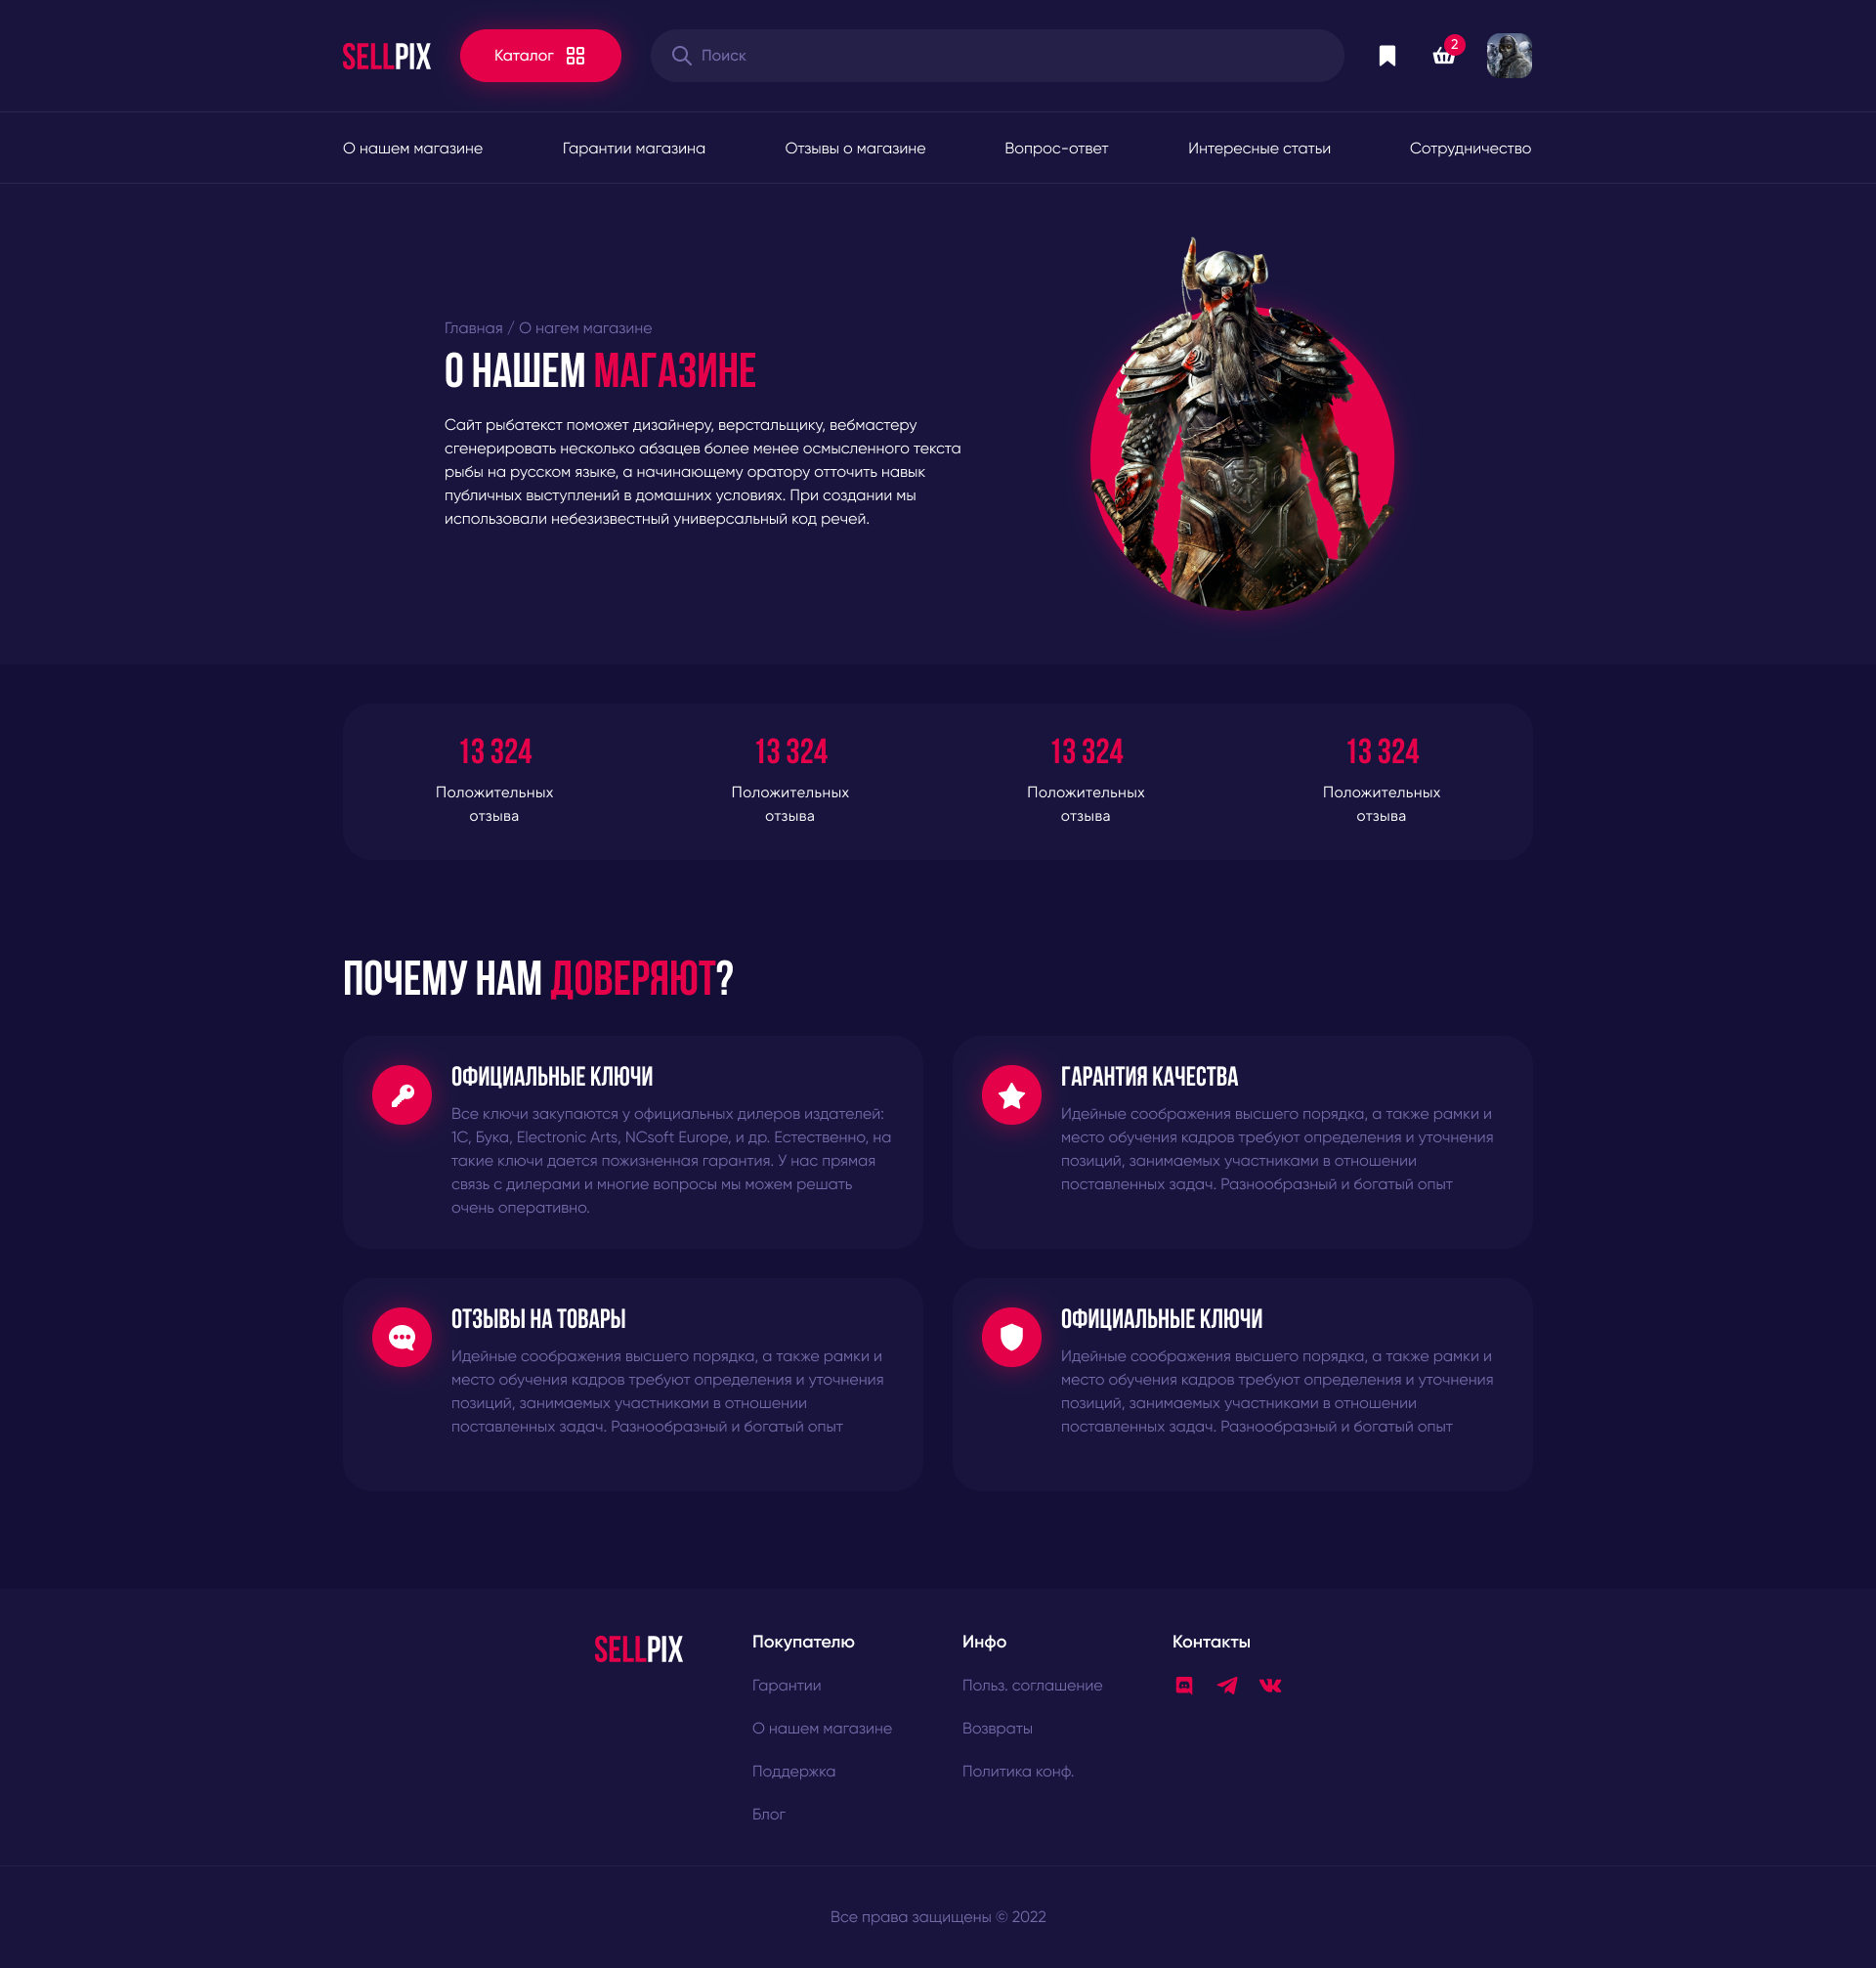 SELLPIX
Каталог
Поиск
2
О нашем магазине
Гарантии магазина
Отзывы о магазине
Вопрос-ответ
Интересные статьи
Сотрудничество
Главная / О нагем магазине
О НАШЕМ МАГАЗИНЕ
Сайт рыбатекст поможет дизайнеру, верстальщику, вебмастеру
сгенерировать несколько абзацев более менее осмысленного текста
рыбы на русском языке, а начинающему оратору отточить навык
публичных выступлений в домашних условиях. При создании мы
использовали небезизвестный универсальный код речей.
13 324
Положительных
отзыва
13 324
Положительных
отзыва
13 324
Положительных
отзыва
13 324
Положительных
отзыва
ПОЧЕМУ НАМ ДОВЕРЯЮТ?
ОФИЦИАЛЬНЫЕ КЛЮЧИ
Все ключи закупаются у официальных дилеров издателей:
1С, Бука, Electronic Arts, NCsoft Europe, и др. Естественно, на
такие ключи дается пожизненная гарантия. У нас прямая
связь с дилерами и многие вопросы мы можем решать
очень оперативно.
ГАРАНТИЯ КАЧЕСТВА
Идейные соображения высшего порядка, а также рамки и
место обучения кадров требуют определения и уточнения
позиций, занимаемых участниками в отношении
поставленных задач. Разнообразный и богатый опыт
ОТЗЫВЫ НА ТОВАРЫ
Идейные соображения высшего порядка, а также рамки и
место обучения кадров требуют определения и уточнения
позиций, занимаемых участниками в отношении
поставленных задач. Разнообразный и богатый опыт
ОФИЦИАЛЬНЫЕ КЛЮЧИ
Идейные соображения высшего порядка, а также рамки и
место обучения кадров требуют определения и уточнения
позиций, занимаемых участниками в отношении
поставленных задач. Разнообразный и богатый опыт
SELLPIX
Покупателю
Гарантии
О нашем магазине
Поддержка
Блог
Инфо
Польз. соглашение
Возвраты
Политика конф.
Контакты
Все права защищены © 2022